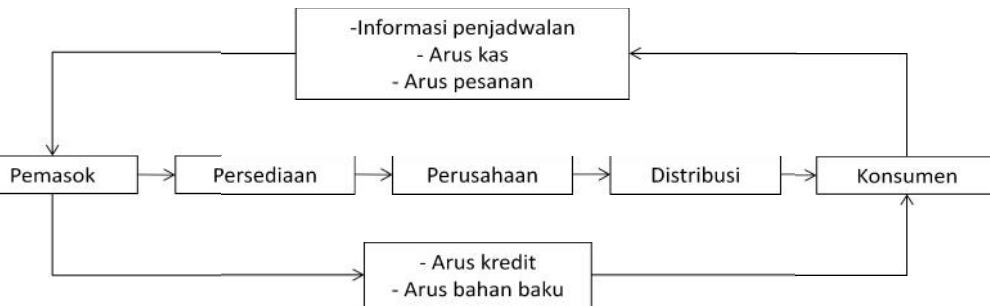 -Informasi penjadwalan
- Arus kas
- Arus pesanan
Pemasok
Persediaan
Perusahaan
Distribusi
Konsumen
- Arus kredit
- Arus bahan baku